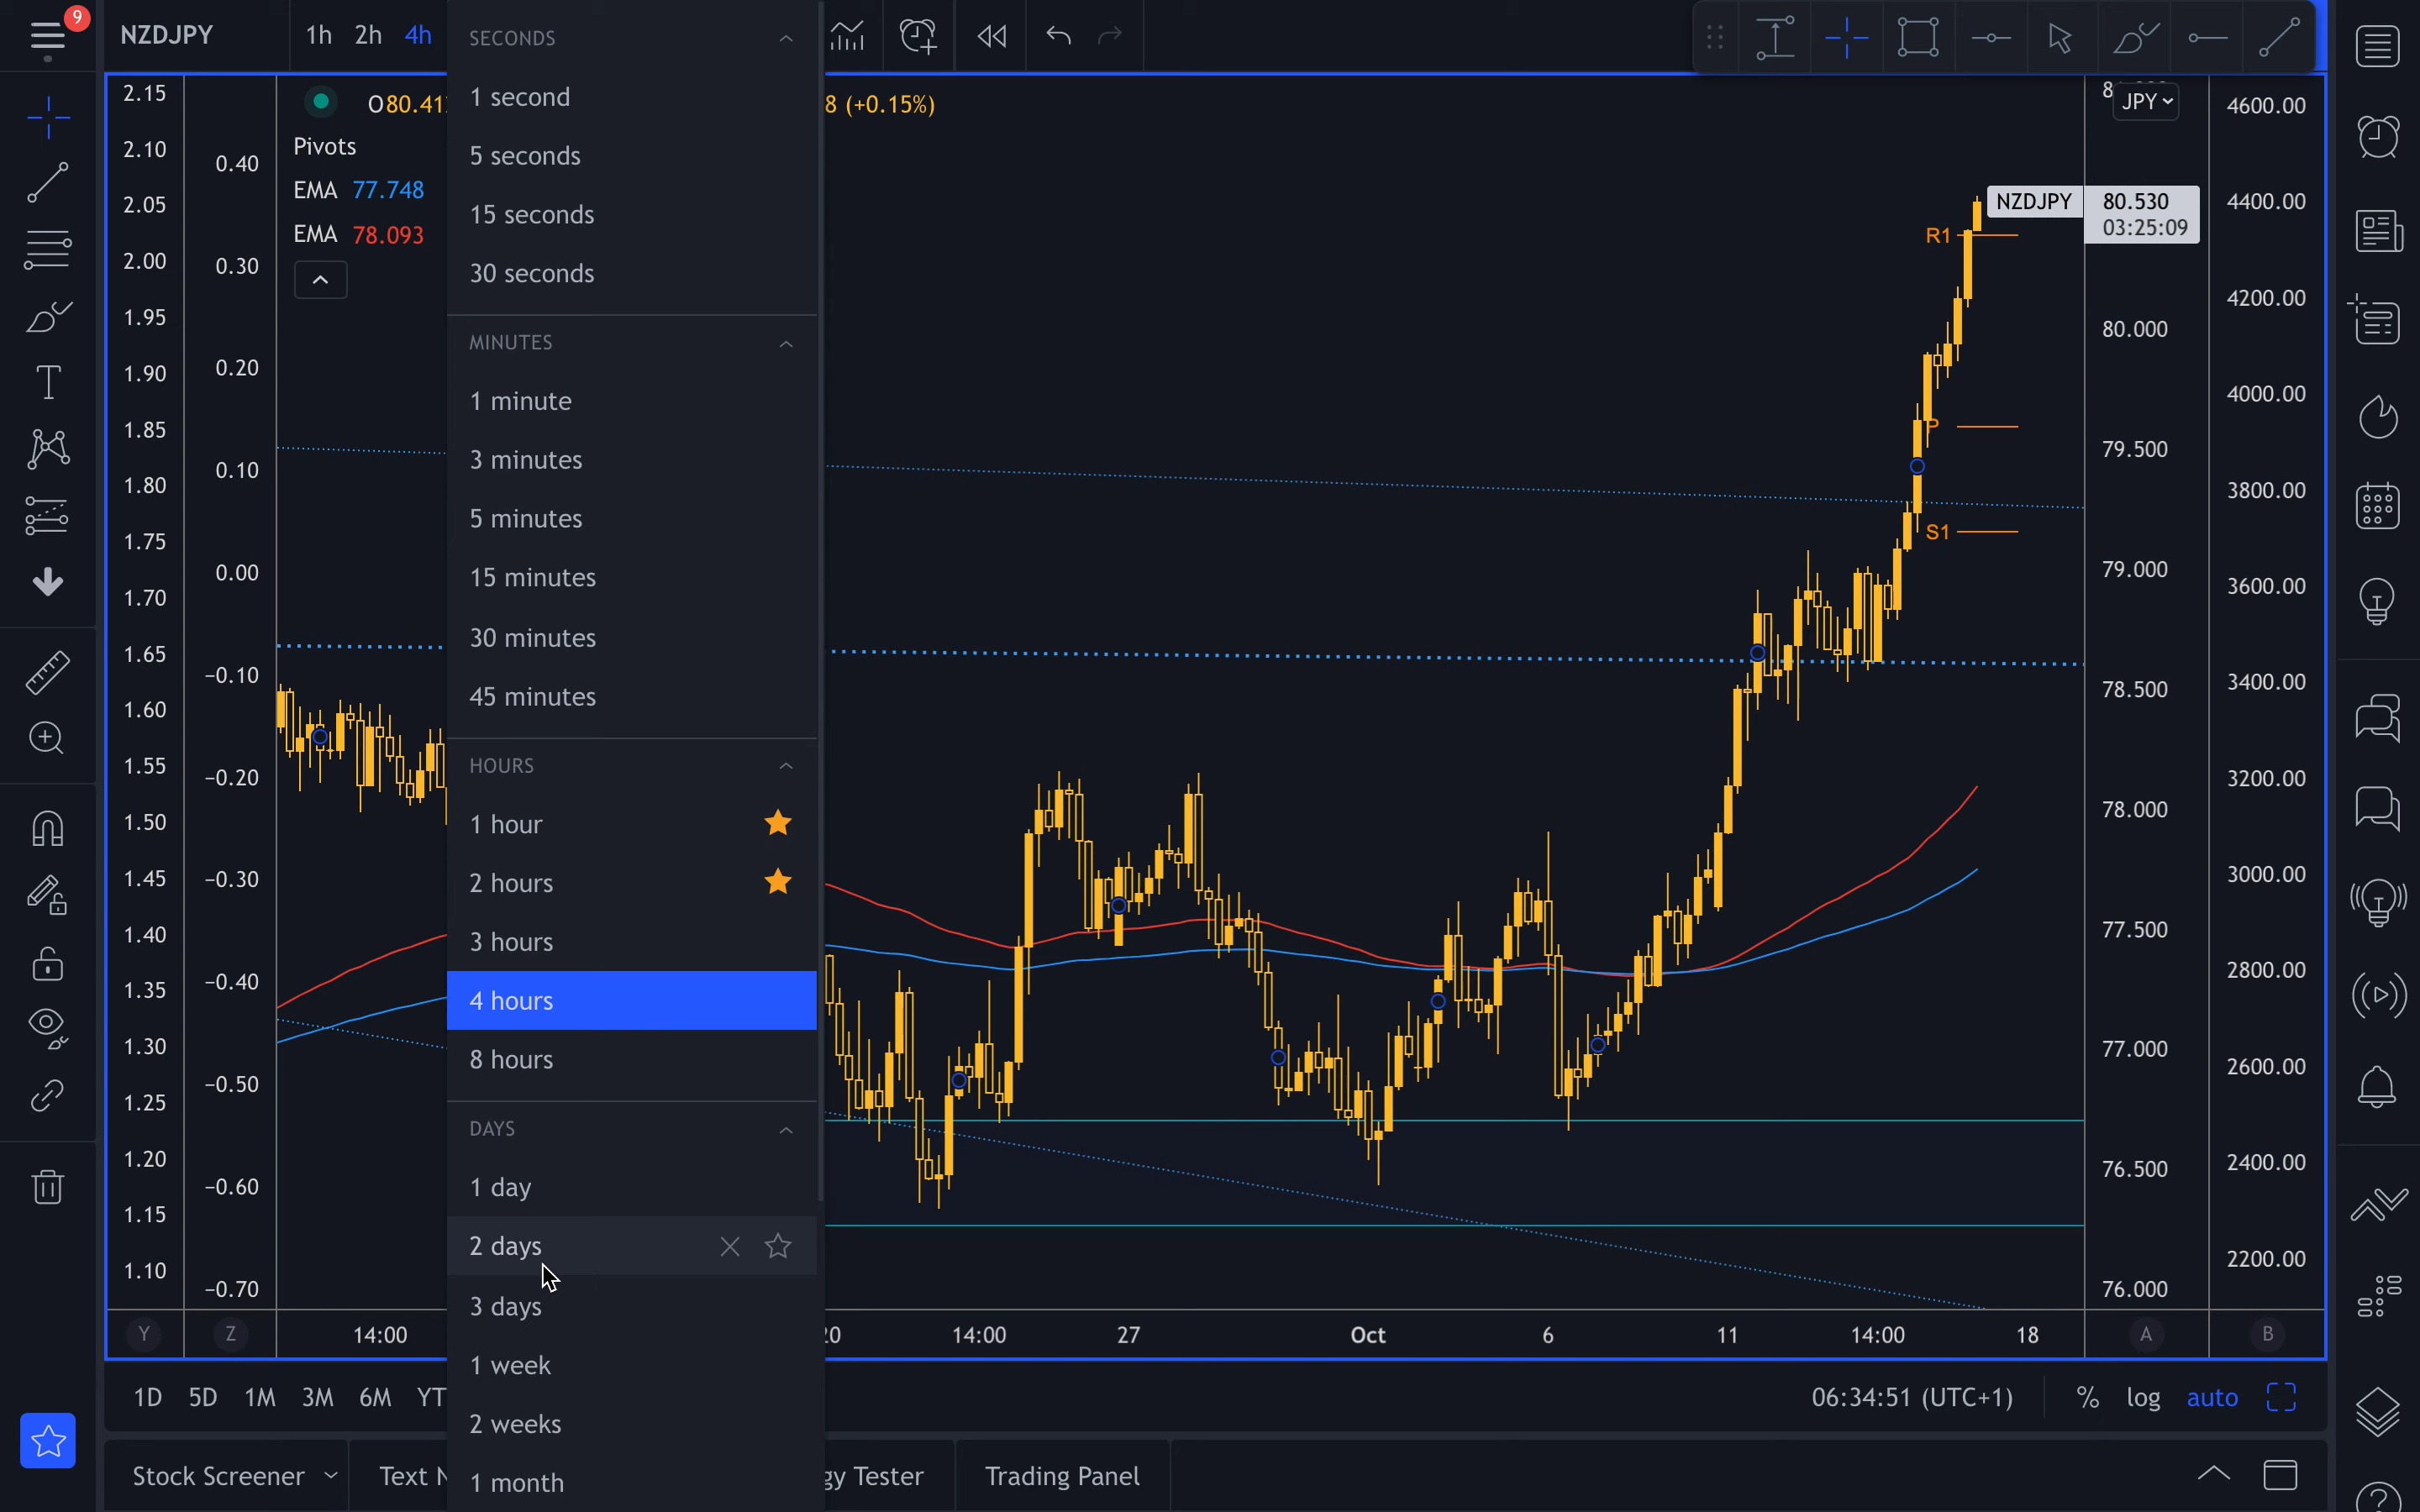 9
NZDJPY
1h 2h 4h
O80.41
8 (+0.15%)
Pivots
EMA 77.748
EMA 78.093
SECONDS
1 second
5 seconds
15 seconds
30 seconds
MINUTES
1 minute
3 minutes
5 minutes
15 minutes
30 minutes
45 minutes
HOURS
1 hour
2 hours
3 hours
4 hours
8 hours
DAYS
1 day
2 days
3 days
1 week
2 weeks
1 month
2.15
2.10
2.05
2.00
1.95
1.90
1.85
1.80
1.75
1.70
1.65
1.60
1.55
1.50
1.45
1.40
1.35
1.30
1.25
1.20
1.15
1.10
0.40
0.30
0.20
0.10
0.00
−0.10
−0.20
−0.30
−0.40
−0.50
−0.60
−0.70
R1
P
S1
NZDJPY
80.530
03:25:09
JPY
80.000
79.500
79.000
78.500
78.000
77.500
77.000
76.500
76.000
4600.00
4400.00
4200.00
4000.00
3800.00
3600.00
3400.00
3200.00
3000.00
2800.00
2600.00
2400.00
2200.00
Y Z 14:00 20 14:00 27 Oct 6 11 14:00 18 A B
1D 5D 1M 3M 6M YT
06:34:51 (UTC+1) % log auto
Stock Screener Text N gy Tester Trading Panel